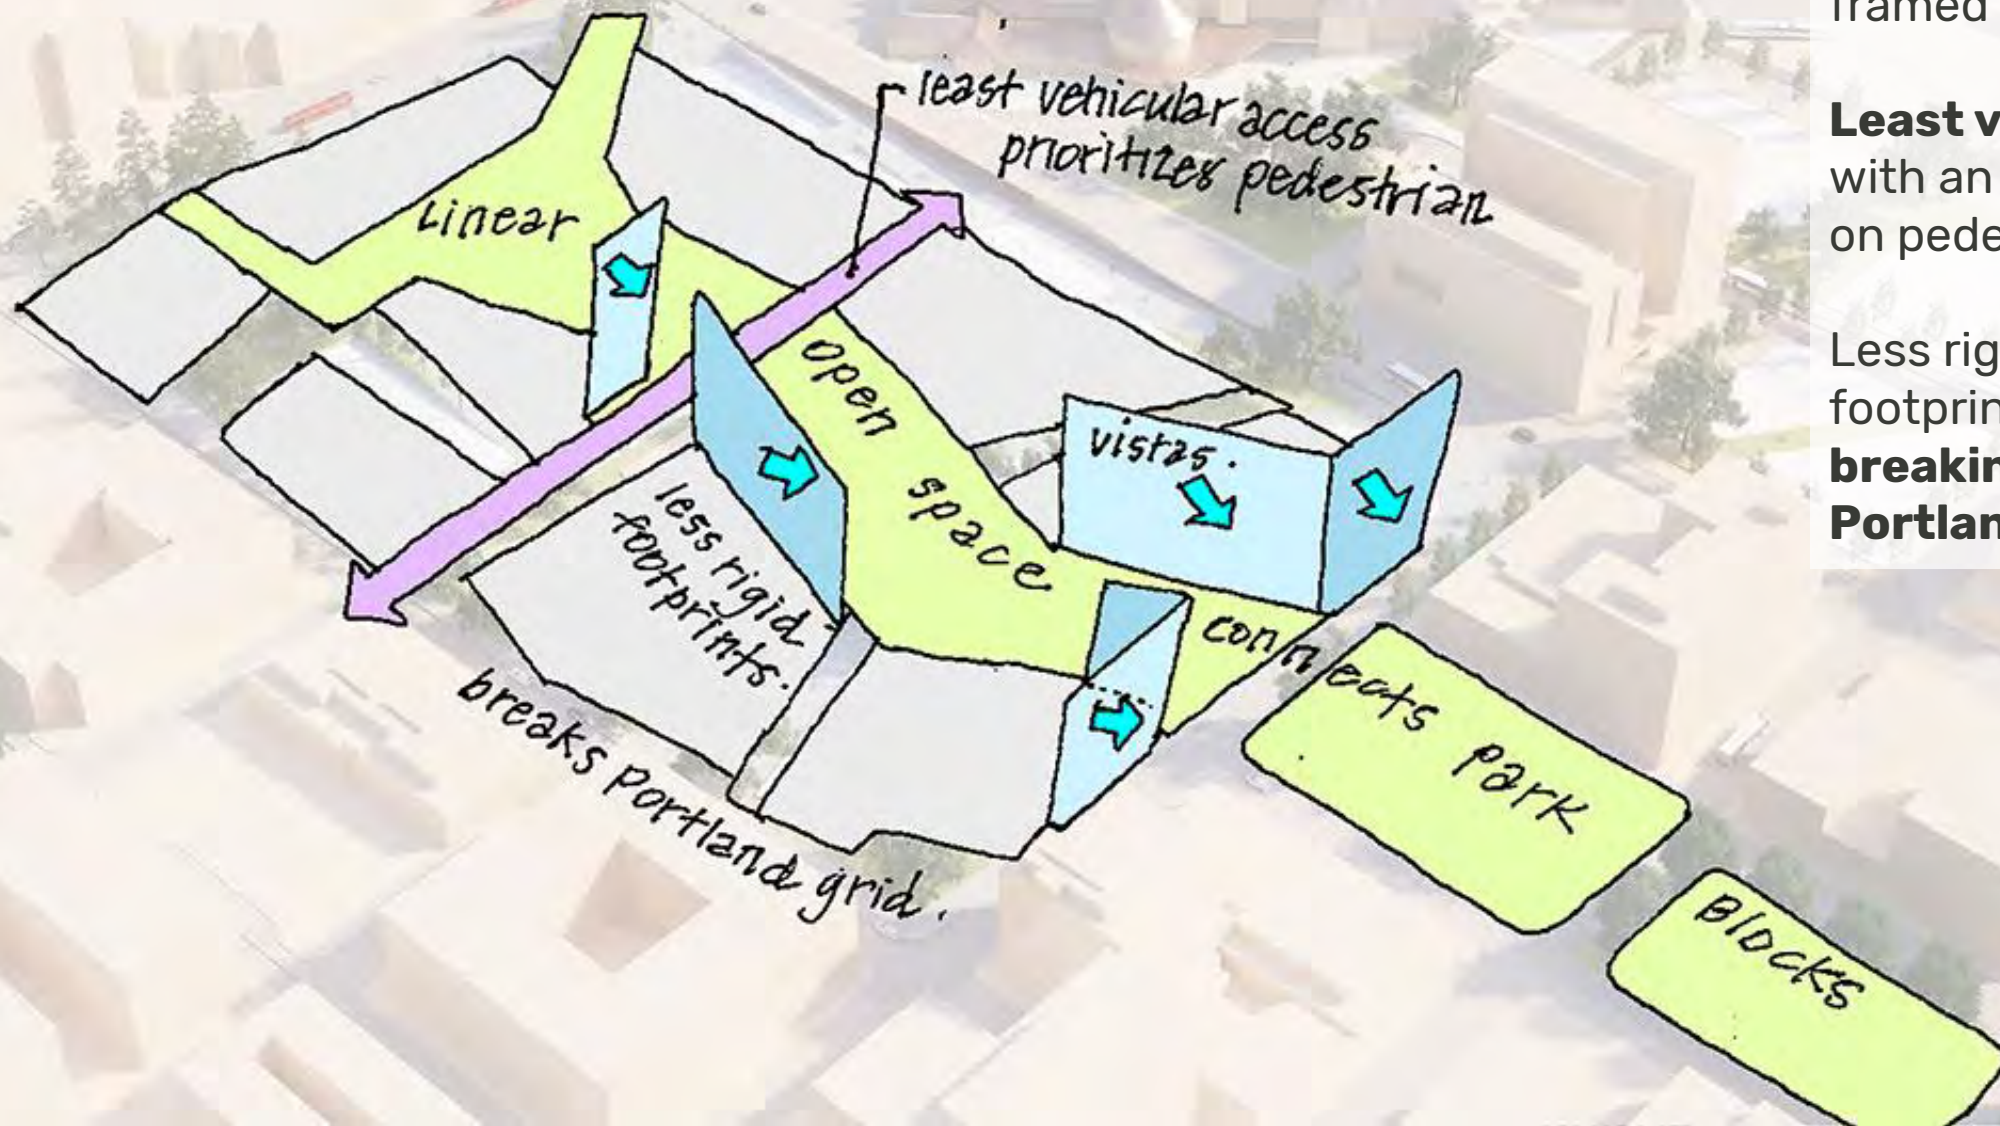 least vehicular access
prioritizes pedestrian
Linear
open
space
vistas.
less rigid
footprints.
connects park
Blocks
breaks portland grid.
framed
Least v
with an
on pede
Less rig
footprin
breakin
Portlan